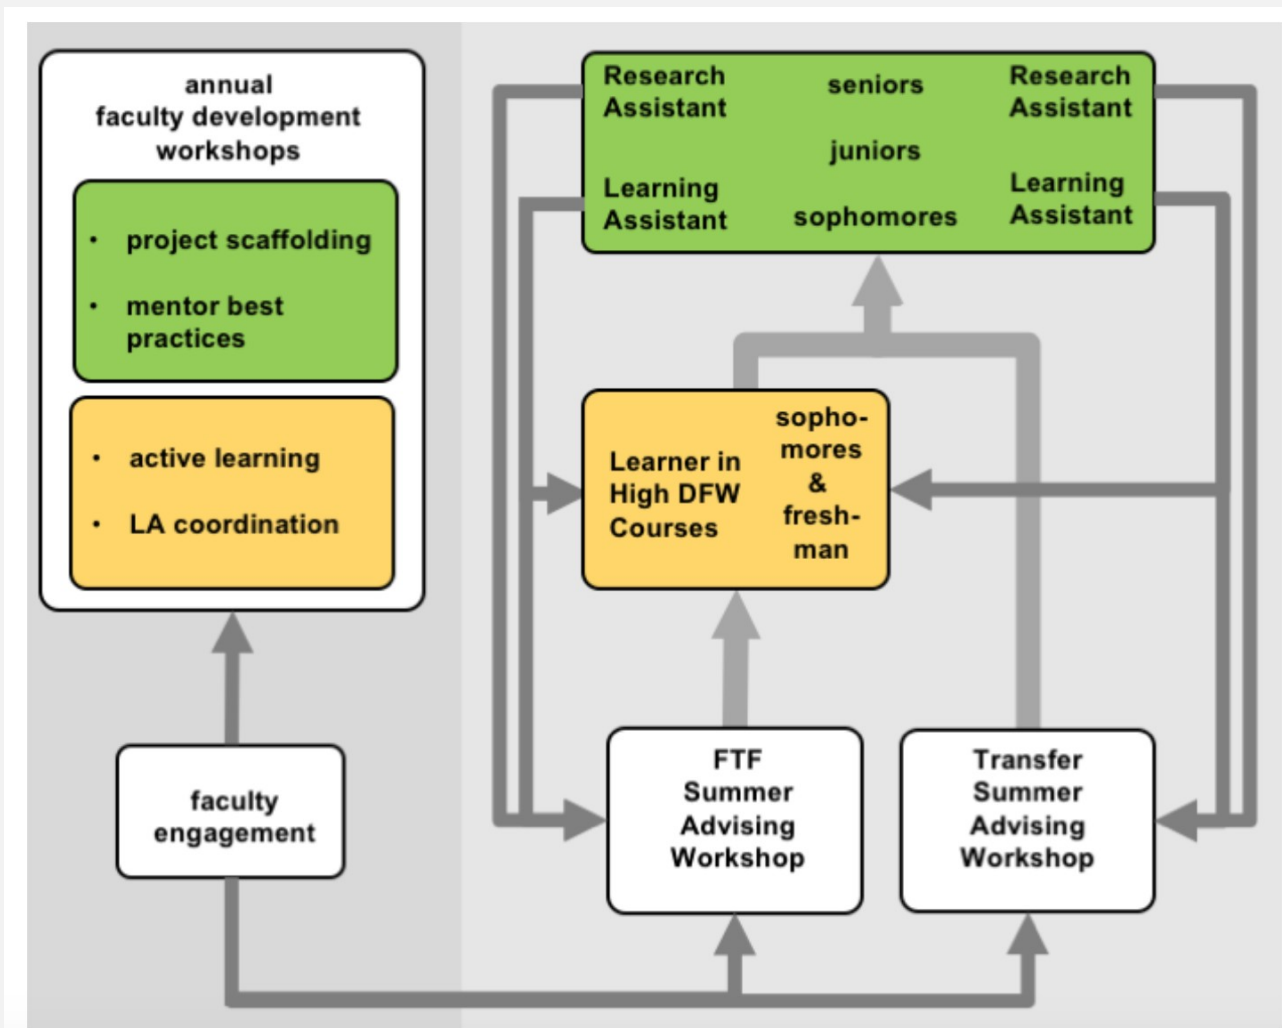 annual
faculty development
workshops
• project scaffolding
• mentor best
practices
• active learning
• LA coordination
faculty
engagement
Research
Assistant
Learning
Assistant
seniors
juniors
sophomores
Research
Assistant
Learning
Assistant
Learner in
High DFW
Courses
sopho-
mores
&
fresh-
man
FTF
Summer
Advising
Workshop
Transfer
Summer
Advising
Workshop